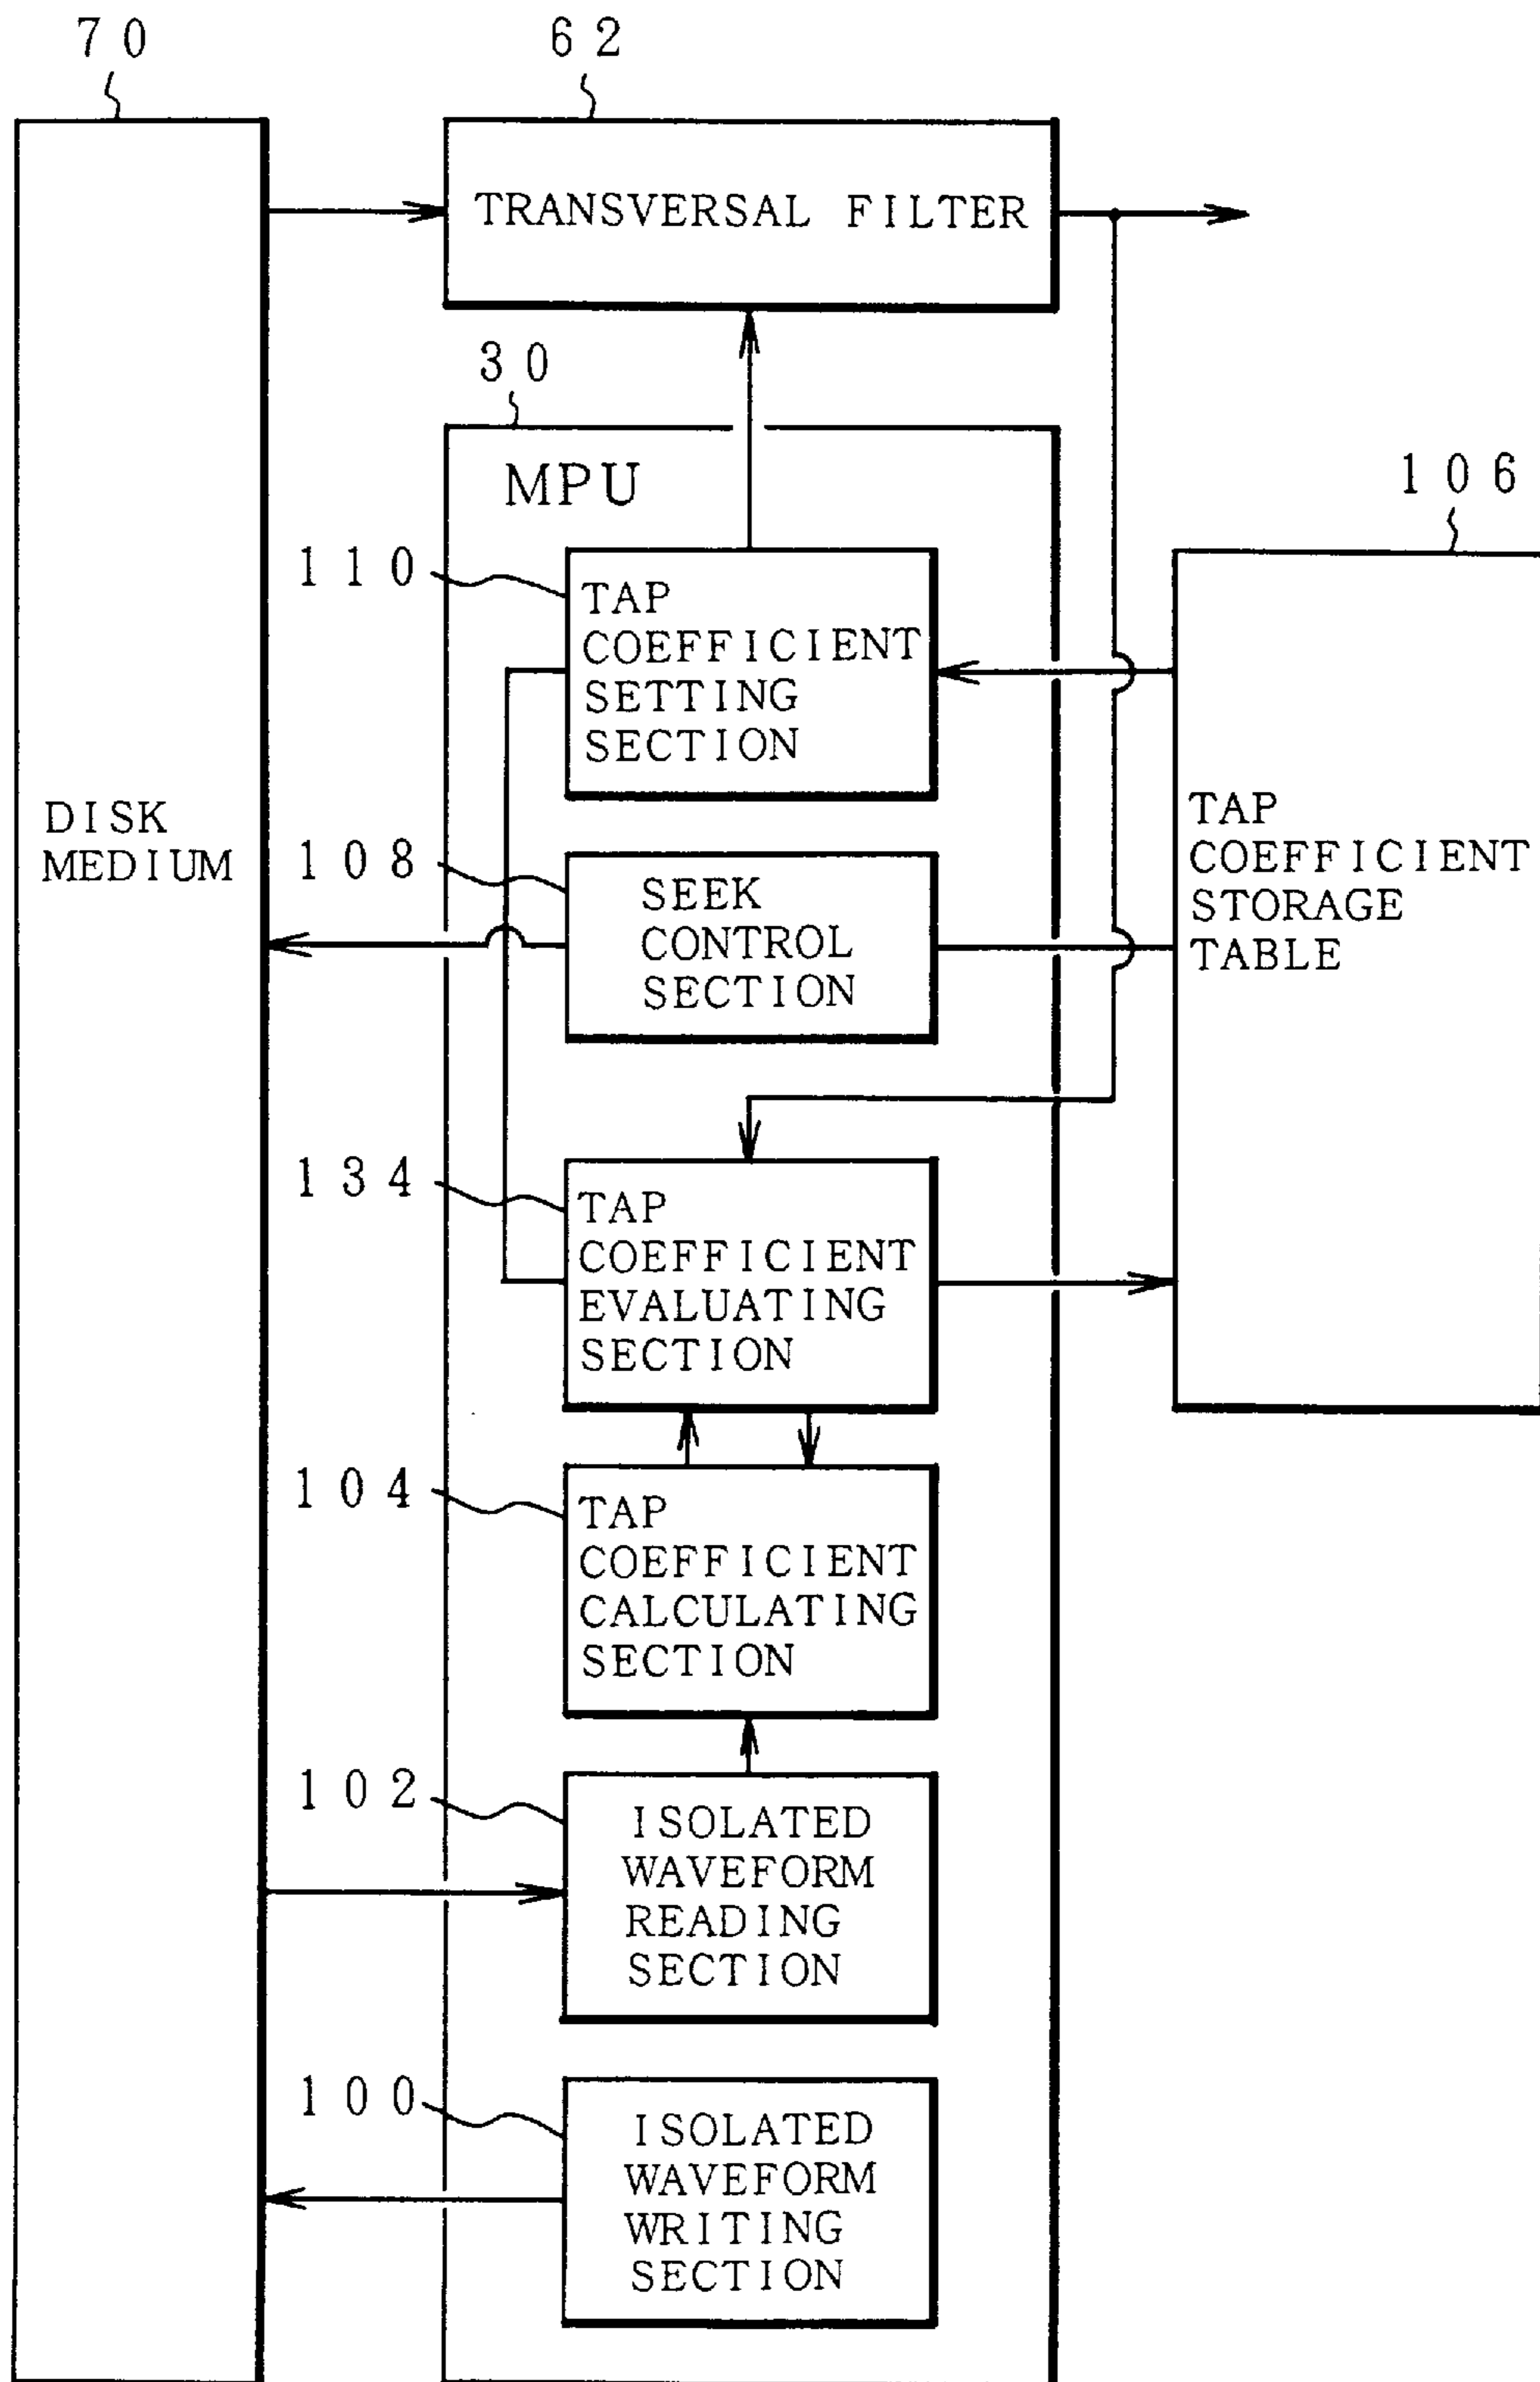 70
62
TRANSVERSAL FILTER
30
MPU
106
110
TAP
COEFFICIENT
SETTING
SECTION
DISK
MEDIUM
108
SEEK
CONTROL
SECTION
TAP
COEFFICIENT
STORAGE
TABLE
134
TAP
COEFFICIENT
EVALUATING
SECTION
104
TAP
COEFFICIENT
CALCULATING
SECTION
102
ISOLATED
WAVEFORM
READING
SECTION
100
ISOLATED
WAVEFORM
WRITING
SECTION